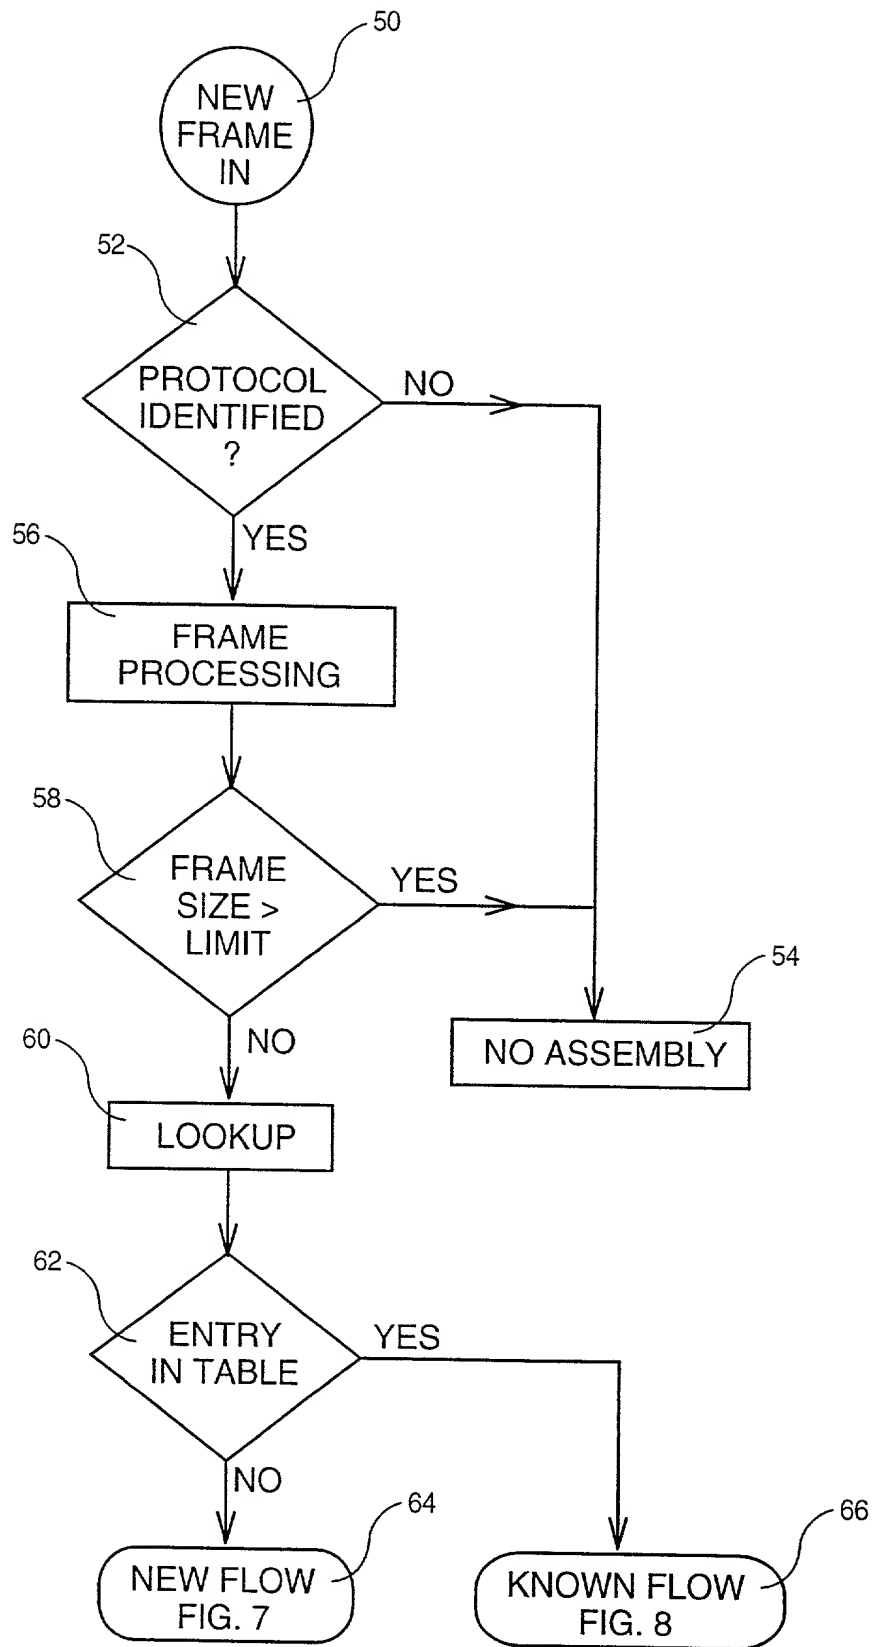 50
NEW
FRAME
IN
52
PROTOCOL
IDENTIFIED
?
NO
YES
56
FRAME
PROCESSING
58
FRAME
SIZE >
LIMIT
YES
54
NO ASSEMBLY
NO
60
LOOKUP
62
ENTRY
IN TABLE
YES
NO
64
NEW FLOW
FIG. 7
66
KNOWN FLOW
FIG. 8